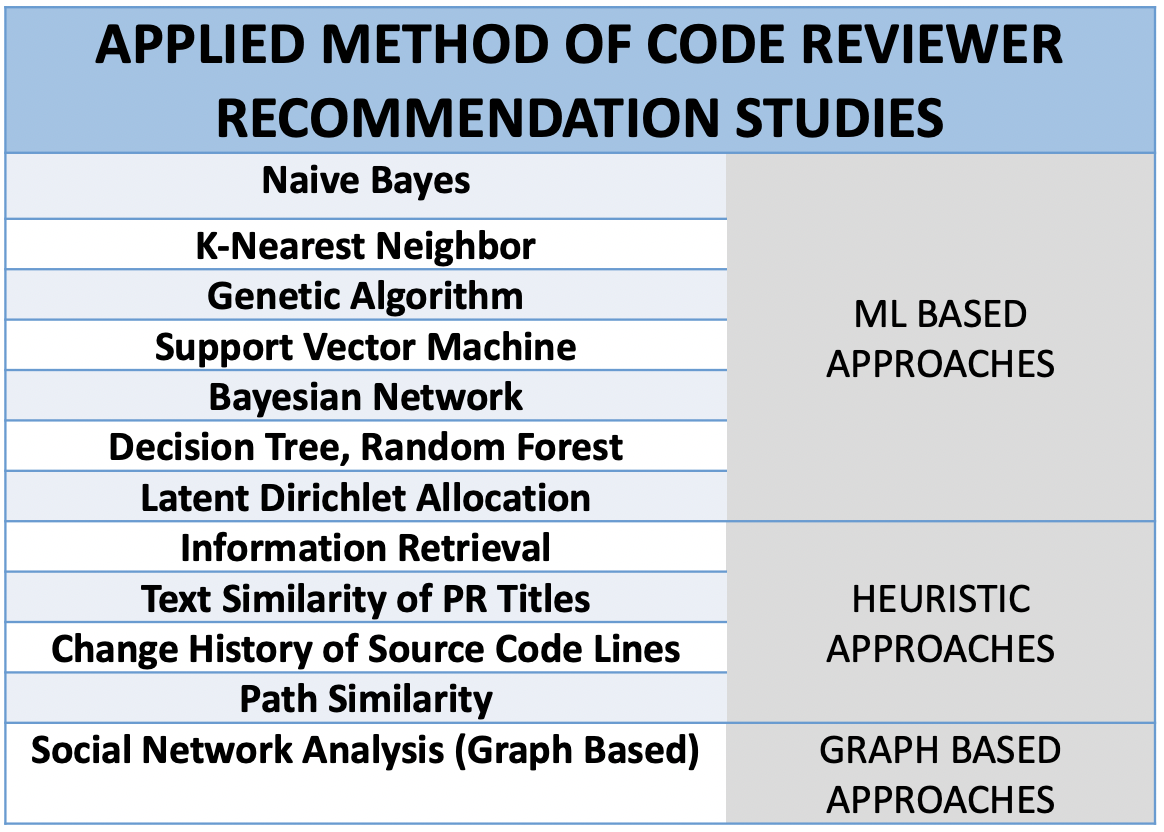 APPLIED METHOD OF CODE REVIEWER
RECOMMENDATION STUDIES
Naive Bayes
K-Nearest Neighbor
Genetic Algorithm
Support Vector Machine
Bayesian Network
Decision Tree, Random Forest
Latent Dirichlet Allocation
ML BASED
APPROACHES
Information Retrieval
Text Similarity of PR Titles
Change History of Source Code Lines
Path Similarity
HEURISTIC
APPROACHES
Social Network Analysis (Graph Based)
GRAPH BASED
APPROACHES